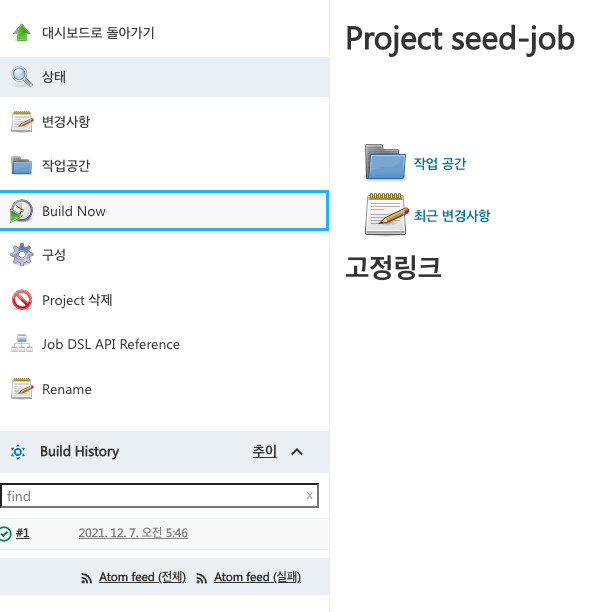 대시보드로 돌아가기
상태
변경사항
작업공간
Build Now
구성
Project 삭제
Job DSL API Reference
Rename
Build History 추이
find x
#1 2021. 12. 7. 오전 5:46
Atom feed (전체) Atom feed (실패)
Project seed-job
작업 공간
최근 변경사항
고정링크